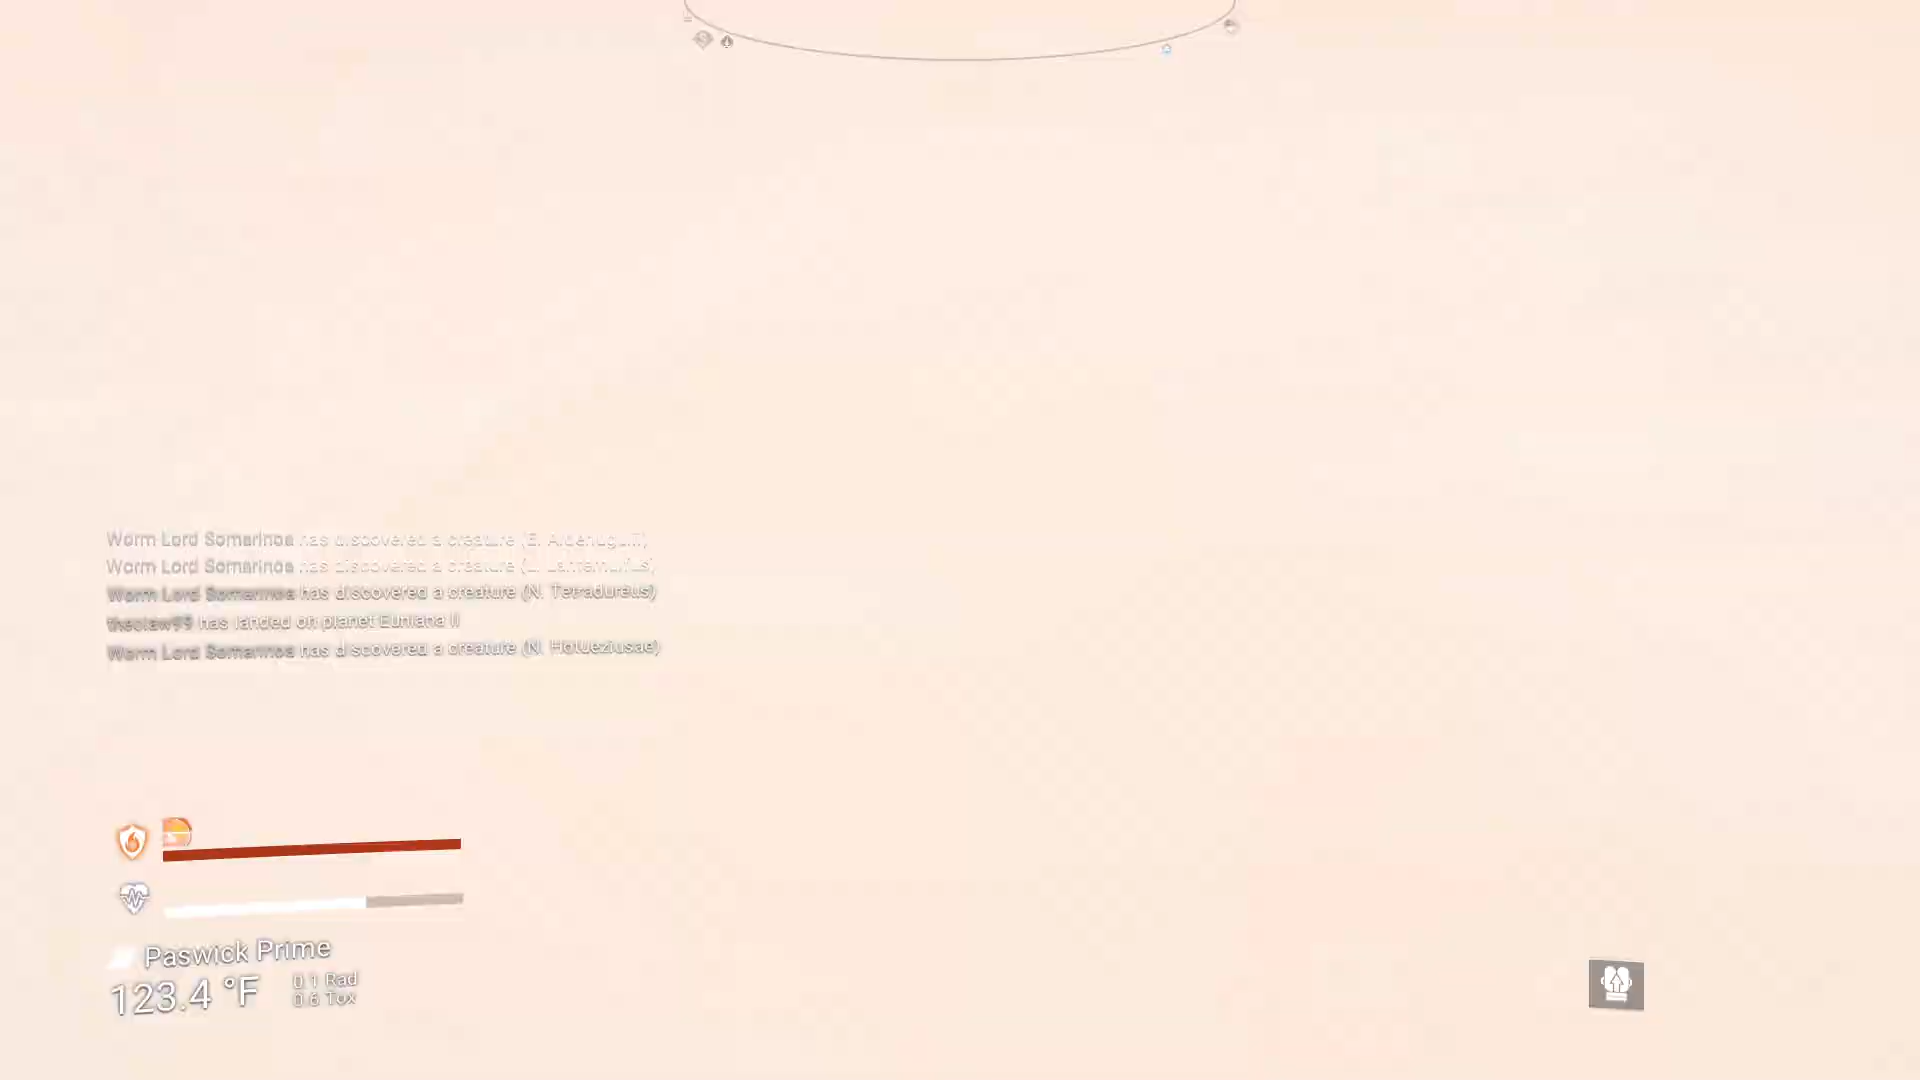 Worm Lord Somarinoa has discovered a creature
Worm Lord Somarinoa has discovered a creature
Worm Lord Somarinoa has discovered a creature (N. Tetradureus)
theclaw99 has landed on planet Euniana II
Worm Lord Somarinoa has discovered a creature (N. Hotueziusae)
Paswick Prime
123.4 °F
0.1 Rad
0.6 Tox